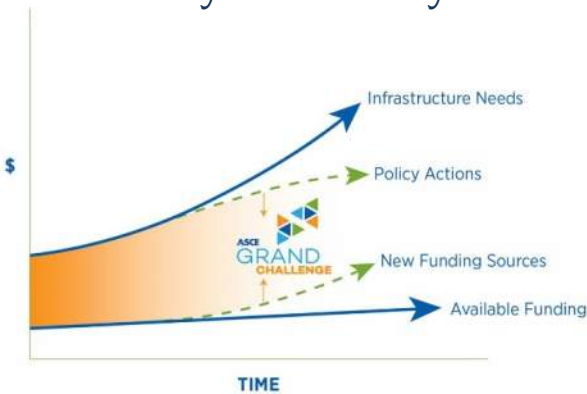 Infrastructure Needs
$
Policy Actions
ASCE
GRAND
CHALLENGE
New Funding Sources
Available Funding
TIME